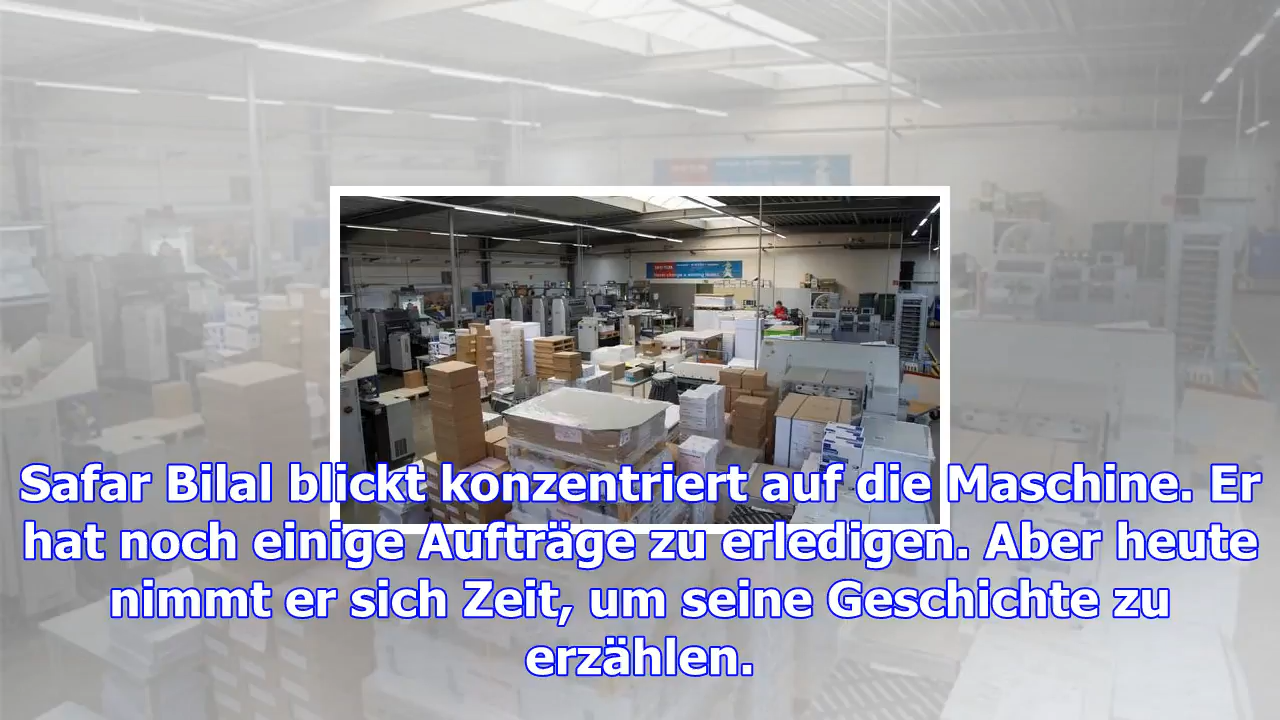 Safar Bilal blickt konzentriert auf die Maschine. Er
hat noch einige Aufträge zu erledigen. Aber heute
nimmt er sich Zeit, um seine Geschichte zu
erzählen.